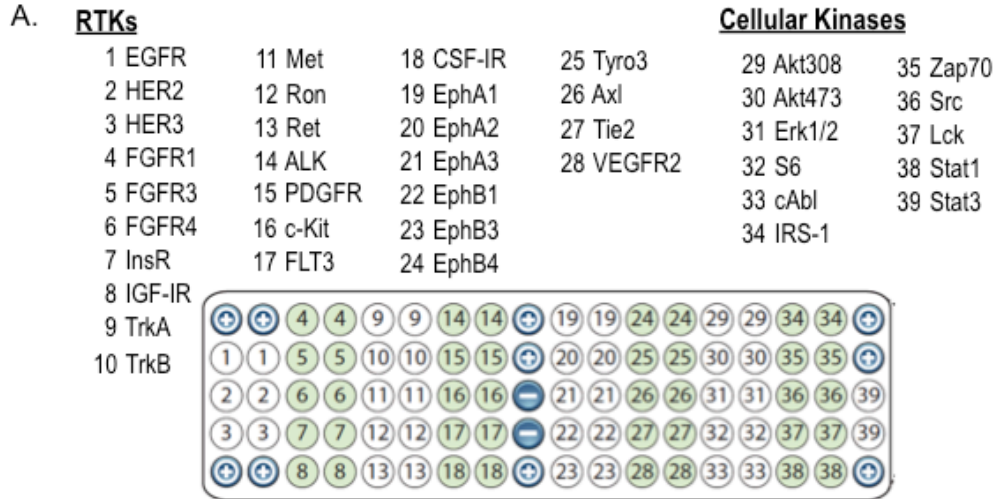 A.
RTKs
1 EGFR
2 HER2
3 HER3
4 FGFR1
5 FGFR3
6 FGFR4
7 InsR
8 IGF-IR
9 TrkA
10 TrkB
11 Met
12 Ron
13 Ret
14 ALK
15 PDGFR
16 c-Kit
17 FLT3
18 CSF-IR
19 EphA1
20 EphA2
21 EphA3
22 EphB1
23 EphB3
24 EphB4
25 Tyro3
26 Axl
27 Tie2
28 VEGFR2
Cellular Kinases
29 Akt308
30 Akt473
31 Erk1/2
32 S6
33 cAbl
34 IRS-1
35 Zap70
36 Src
37 Lck
38 Stat1
39 Stat3
+ + 4 4 9 9 14 14 + 19 19 24 24 29 29 34 34 +
1 1 5 5 10 10 15 15 + 20 20 25 25 30 30 35 35 +
2 2 6 6 11 11 16 16 − 21 21 26 26 31 31 36 36 39
3 3 7 7 12 12 17 17 − 22 22 27 27 32 32 37 37 39
+ + 8 8 13 13 18 18 + 23 23 28 28 33 33 38 38 +